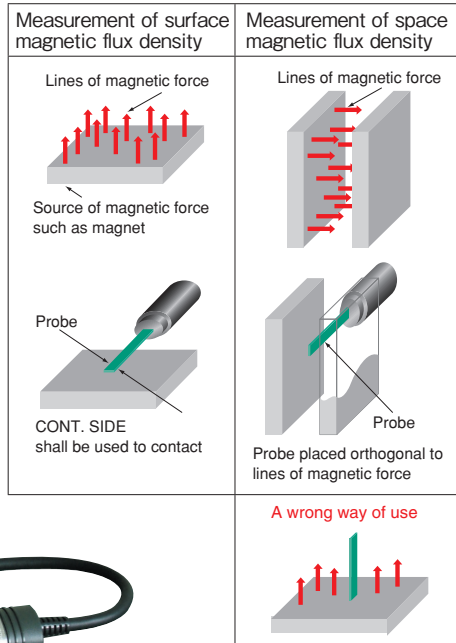 Measurement of surface
magnetic flux density
Lines of magnetic force
Source of magnetic force
such as magnet
Probe
CONT. SIDE
shall be used to contact
Measurement of space
magnetic flux density
Lines of magnetic force
Probe
Probe placed orthogonal to
lines of magnetic force
A wrong way of use